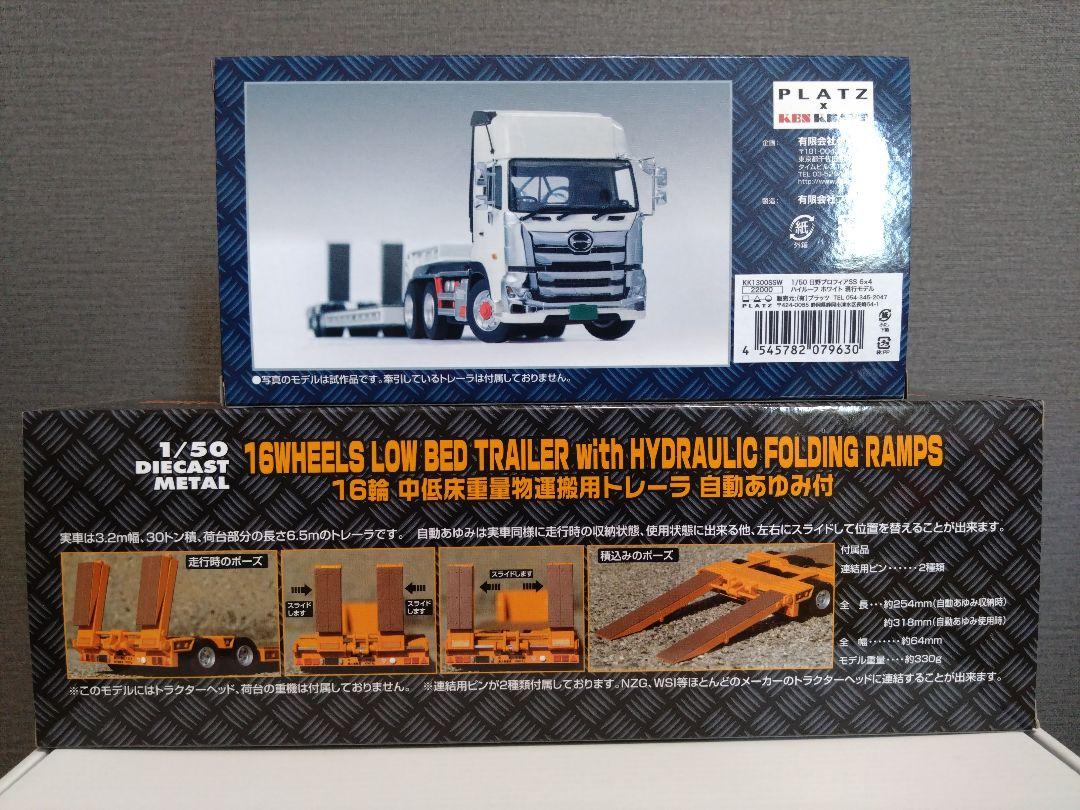 PLATZ
x
KEN
企画:
有限会社
〒101-004
タイムビル
TEL 03-5
http://www
製造:
有限会社
紙
外箱
KK1300SSW
22000
1/50 日野プロフィアSS 6x4
ハイルーフ ホワイト 現行モデル
PLATZ
販売元:(有)プラッツ TEL 054-345-2047
4 545782 079630
●写真のモデルは試作品です。牽引しているトレーラは付属しておりません。
1/50
DIECAST
METAL
16WHEELS LOW BED TRAILER with HYDRAULIC FOLDING RAMPS
16輪 中低床重量物運搬用トレーラ 自動あゆみ付
実車は3.2m幅、30トン積、荷台部分の長さ6.5mのトレーラです。 自動あゆみは実車同様に走行時の収納状態、使用状態に出来る他、左右にスライドして位置を替えることが出来ます。
走行時のポーズ
スライド
します
スライド
します
スライドします
積込みのポーズ
付属品
連結用ピン・・・・・・2種類
全 長・・・約254mm(自動あゆみ収納時)
約318mm(自動あゆみ使用時)
全 幅・・・・・・・約64mm
モデル重量・・・・約330g
※このモデルにはトラクターヘッド、荷台の重機は付属しておりません。 ※連結用ピンが2種類付属しております。NZG、WSI等ほとんどのメーカーのトラクターヘッドに連結することが出来ます。